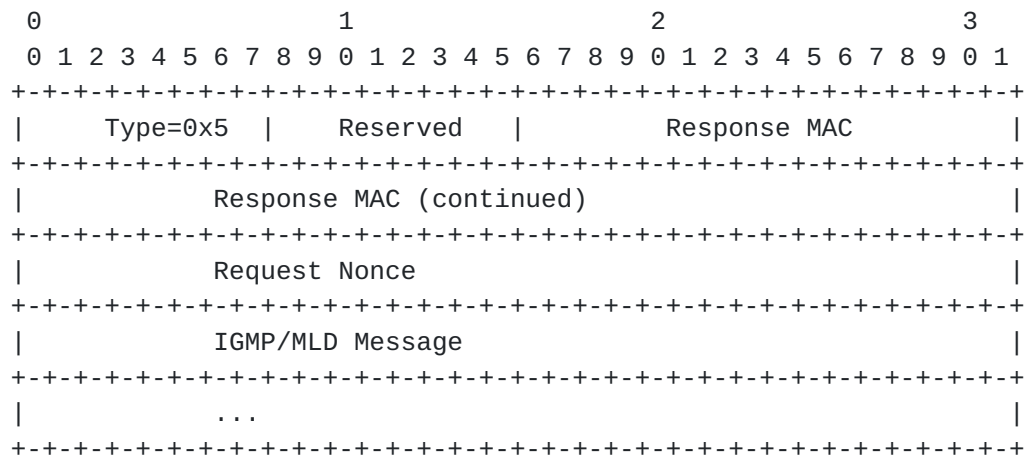 0                   1                   2                   3
 0 1 2 3 4 5 6 7 8 9 0 1 2 3 4 5 6 7 8 9 0 1 2 3 4 5 6 7 8 9 0 1
+-+-+-+-+-+-+-+-+-+-+-+-+-+-+-+-+-+-+-+-+-+-+-+-+-+-+-+-+-+-+-+-+
|     Type=0x5  |    Reserved   |         Response MAC          |
+-+-+-+-+-+-+-+-+-+-+-+-+-+-+-+-+-+-+-+-+-+-+-+-+-+-+-+-+-+-+-+-+
|            Response MAC (continued)                           |
+-+-+-+-+-+-+-+-+-+-+-+-+-+-+-+-+-+-+-+-+-+-+-+-+-+-+-+-+-+-+-+-+
|            Request Nonce                                      |
+-+-+-+-+-+-+-+-+-+-+-+-+-+-+-+-+-+-+-+-+-+-+-+-+-+-+-+-+-+-+-+-+
|            IGMP/MLD Message                                   |
+-+-+-+-+-+-+-+-+-+-+-+-+-+-+-+-+-+-+-+-+-+-+-+-+-+-+-+-+-+-+-+-+
|            ...                                                |
+-+-+-+-+-+-+-+-+-+-+-+-+-+-+-+-+-+-+-+-+-+-+-+-+-+-+-+-+-+-+-+-+